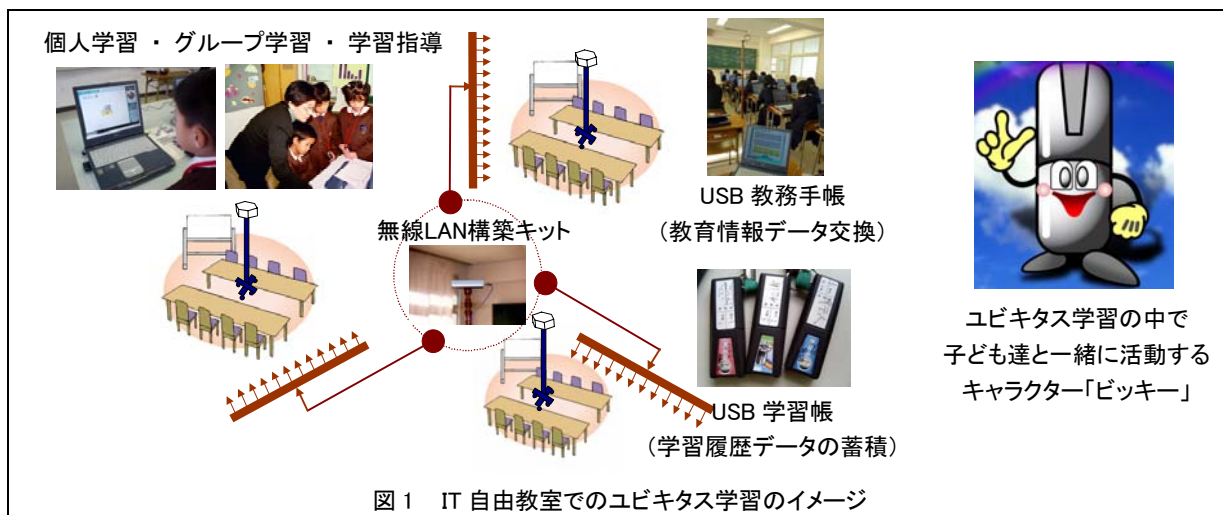 個人学習 ・ グループ学習 ・ 学習指導
無線LAN構築キット
USB 教務手帳
（教育情報データ交換）
USB 学習帳
（学習履歴データの蓄積）
ユビキタス学習の中で
子ども達と一緒に活動する
キャラクター「ビッキー」
図 1　IT 自由教室でのユビキタス学習のイメージ